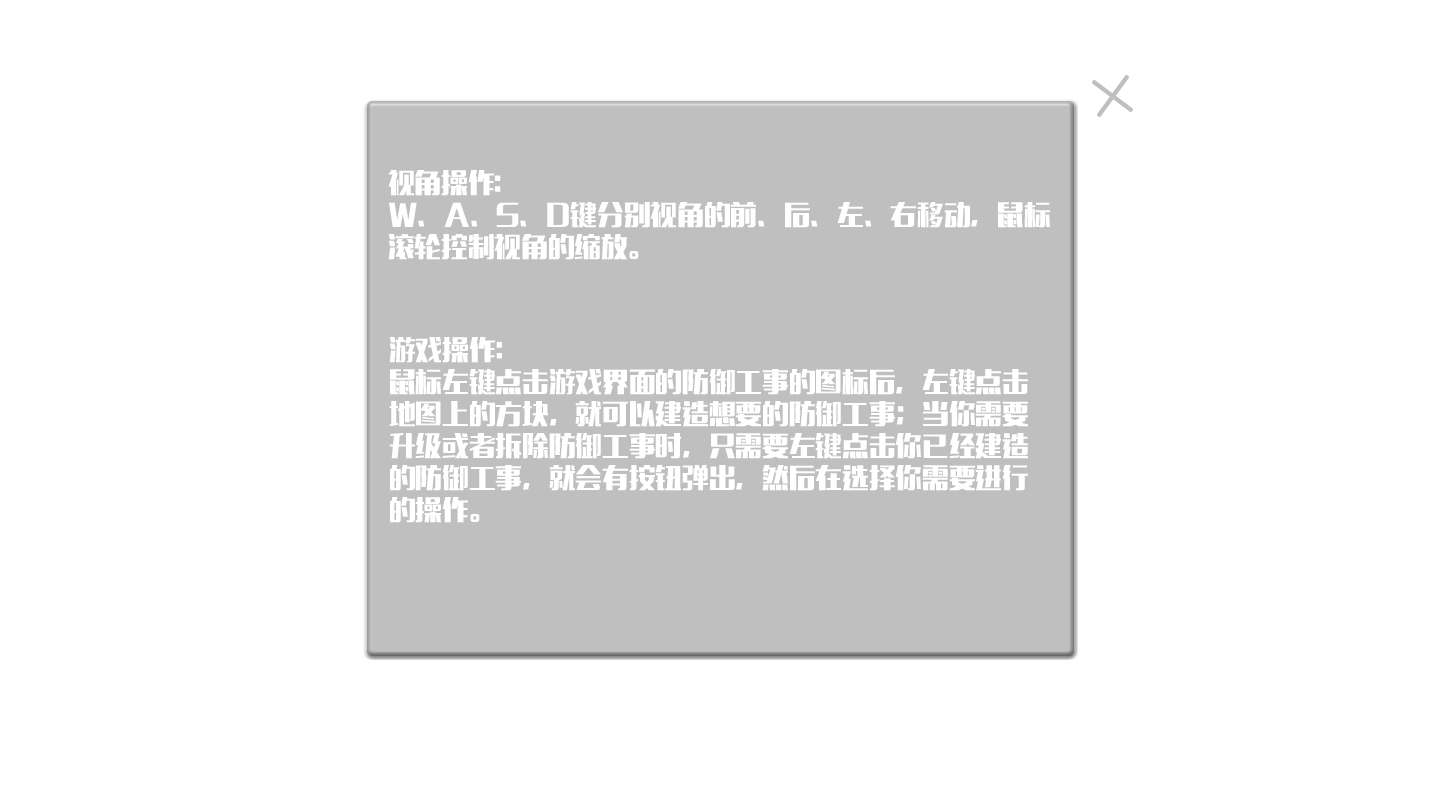 视角操作:
W、A、S、D键分别视角的前、后、左、右移动，鼠标
滚轮控制视角的缩放。
游戏操作:
鼠标左键点击游戏界面的防御工事的图标后，左键点击
地图上的方块，就可以建造想要的防御工事；当你需要
升级或者拆除防御工事时，只需要左键点击你已经建造
的防御工事，就会有按钮弹出，然后在选择你需要进行
的操作。